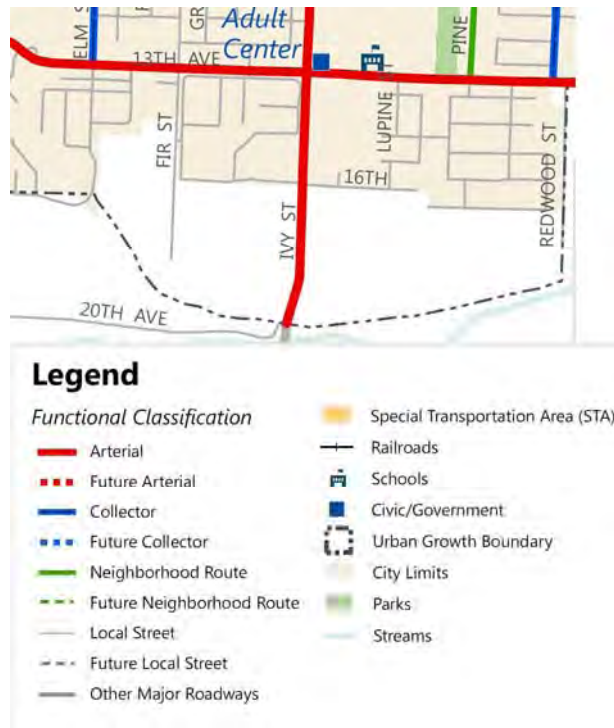 ELM S
GR
Adult
Center
PINE
13TH AVE
FIR ST
LUPINE
16TH
IVY ST
REDWOOD ST
20TH AVE
Legend
Functional Classification
Arterial
Future Arterial
Collector
Future Collector
Neighborhood Route
Future Neighborhood Route
Local Street
Future Local Street
Other Major Roadways
Special Transportation Area (STA)
Railroads
Schools
Civic/Government
Urban Growth Boundary
City Limits
Parks
Streams